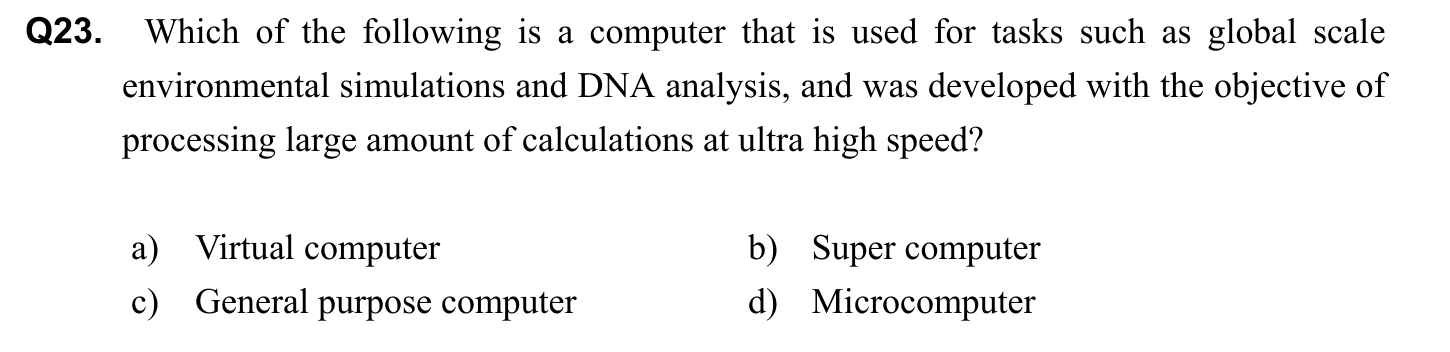 Q23. Which of the following is a computer that is used for tasks such as global scale
environmental simulations and DNA analysis, and was developed with the objective of
processing large amount of calculations at ultra high speed?
a) Virtual computer b) Super computer
c) General purpose computer d) Microcomputer